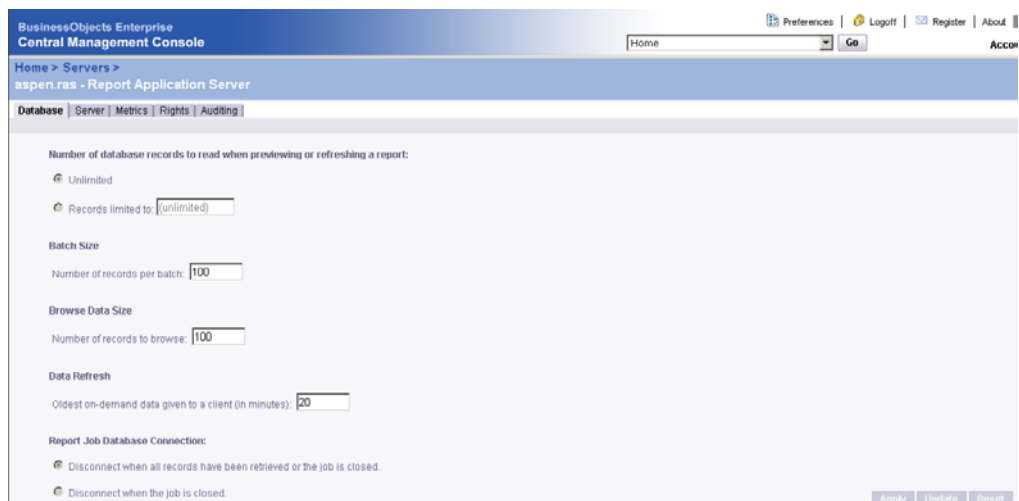 BusinessObjects Enterprise
Central Management Console
Preferences | Logoff | Register | About
Home Go
Home > Servers >
aspen.ras - Report Application Server
Database | Server | Metrics | Rights | Auditing |
Number of database records to read when previewing or refreshing a report:
Unlimited
Records limited to: (unlimited)
Batch Size
Number of records per batch: 100
Browse Data Size
Number of records to browse: 100
Data Refresh
Oldest on-demand data given to a client (in minutes): 20
Report Job Database Connection:
Disconnect when all records have been retrieved or the job is closed.
Disconnect when the job is closed.
Apply Update Reset